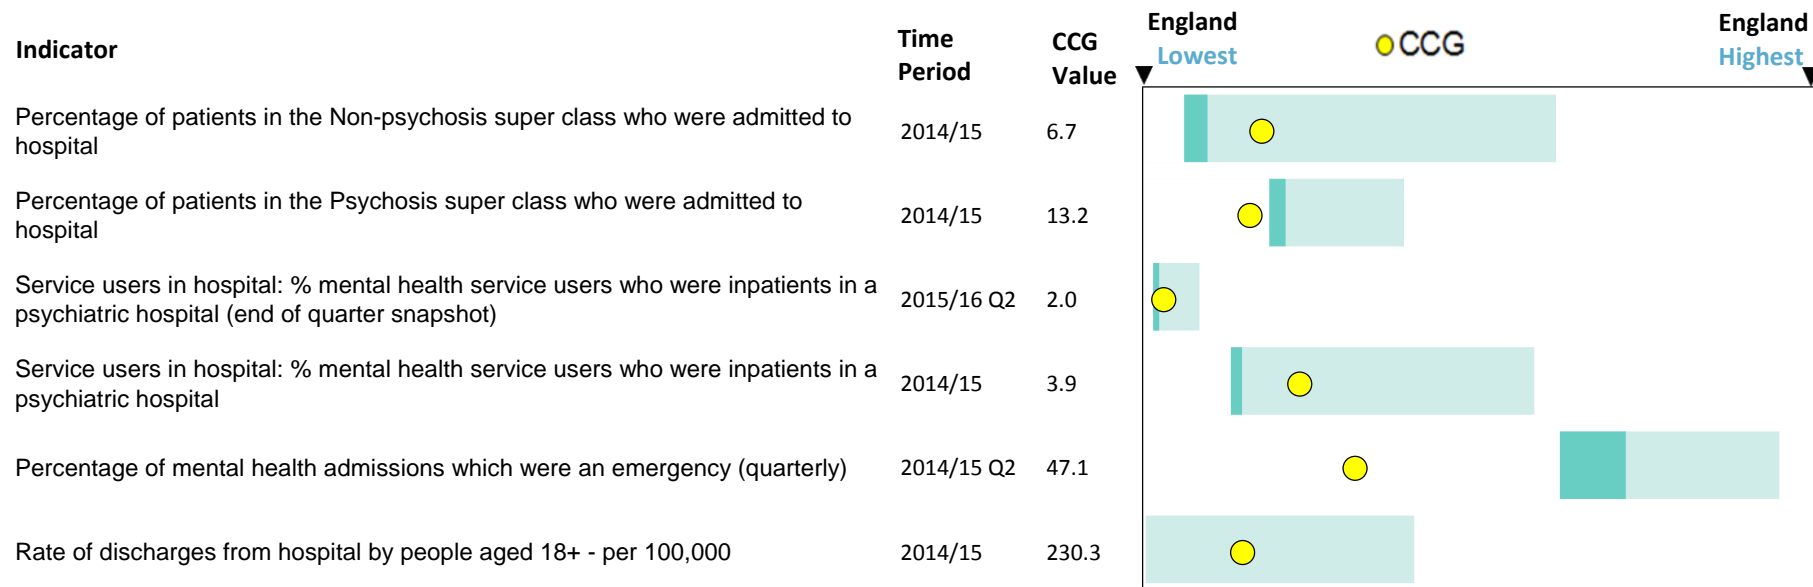 Indicator
Time
Period
CCG
Value
England
Lowest
CCG
England
Highest
Percentage of patients in the Non-psychosis super class who were admitted to
hospital
2014/15
6.7
Percentage of patients in the Psychosis super class who were admitted to
hospital
2014/15
13.2
Service users in hospital: % mental health service users who were inpatients in a
psychiatric hospital (end of quarter snapshot)
2015/16 Q2
2.0
Service users in hospital: % mental health service users who were inpatients in a
psychiatric hospital
2014/15
3.9
Percentage of mental health admissions which were an emergency (quarterly)
2014/15 Q2
47.1
Rate of discharges from hospital by people aged 18+ - per 100,000
2014/15
230.3